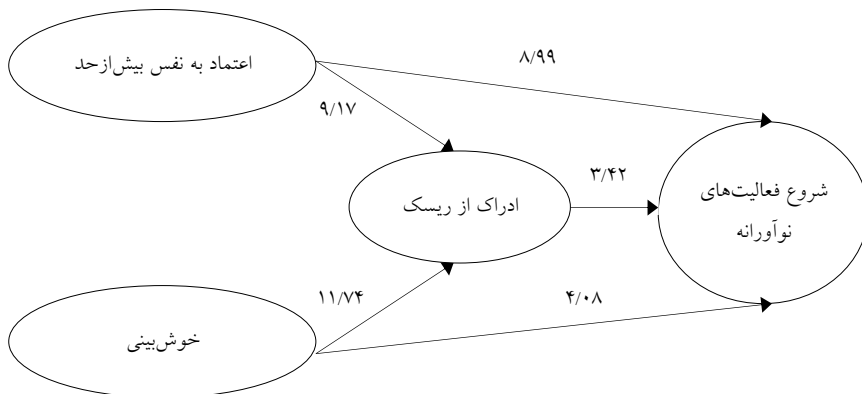 اعتماد به نفس بیش‌ازحد
۸/۹۹
۹/۱۷
ادراک از ریسک
۳/۴۲
شروع فعالیت‌های
نوآورانه
۱۱/۷۴
۴/۰۸
خوش‌بینی